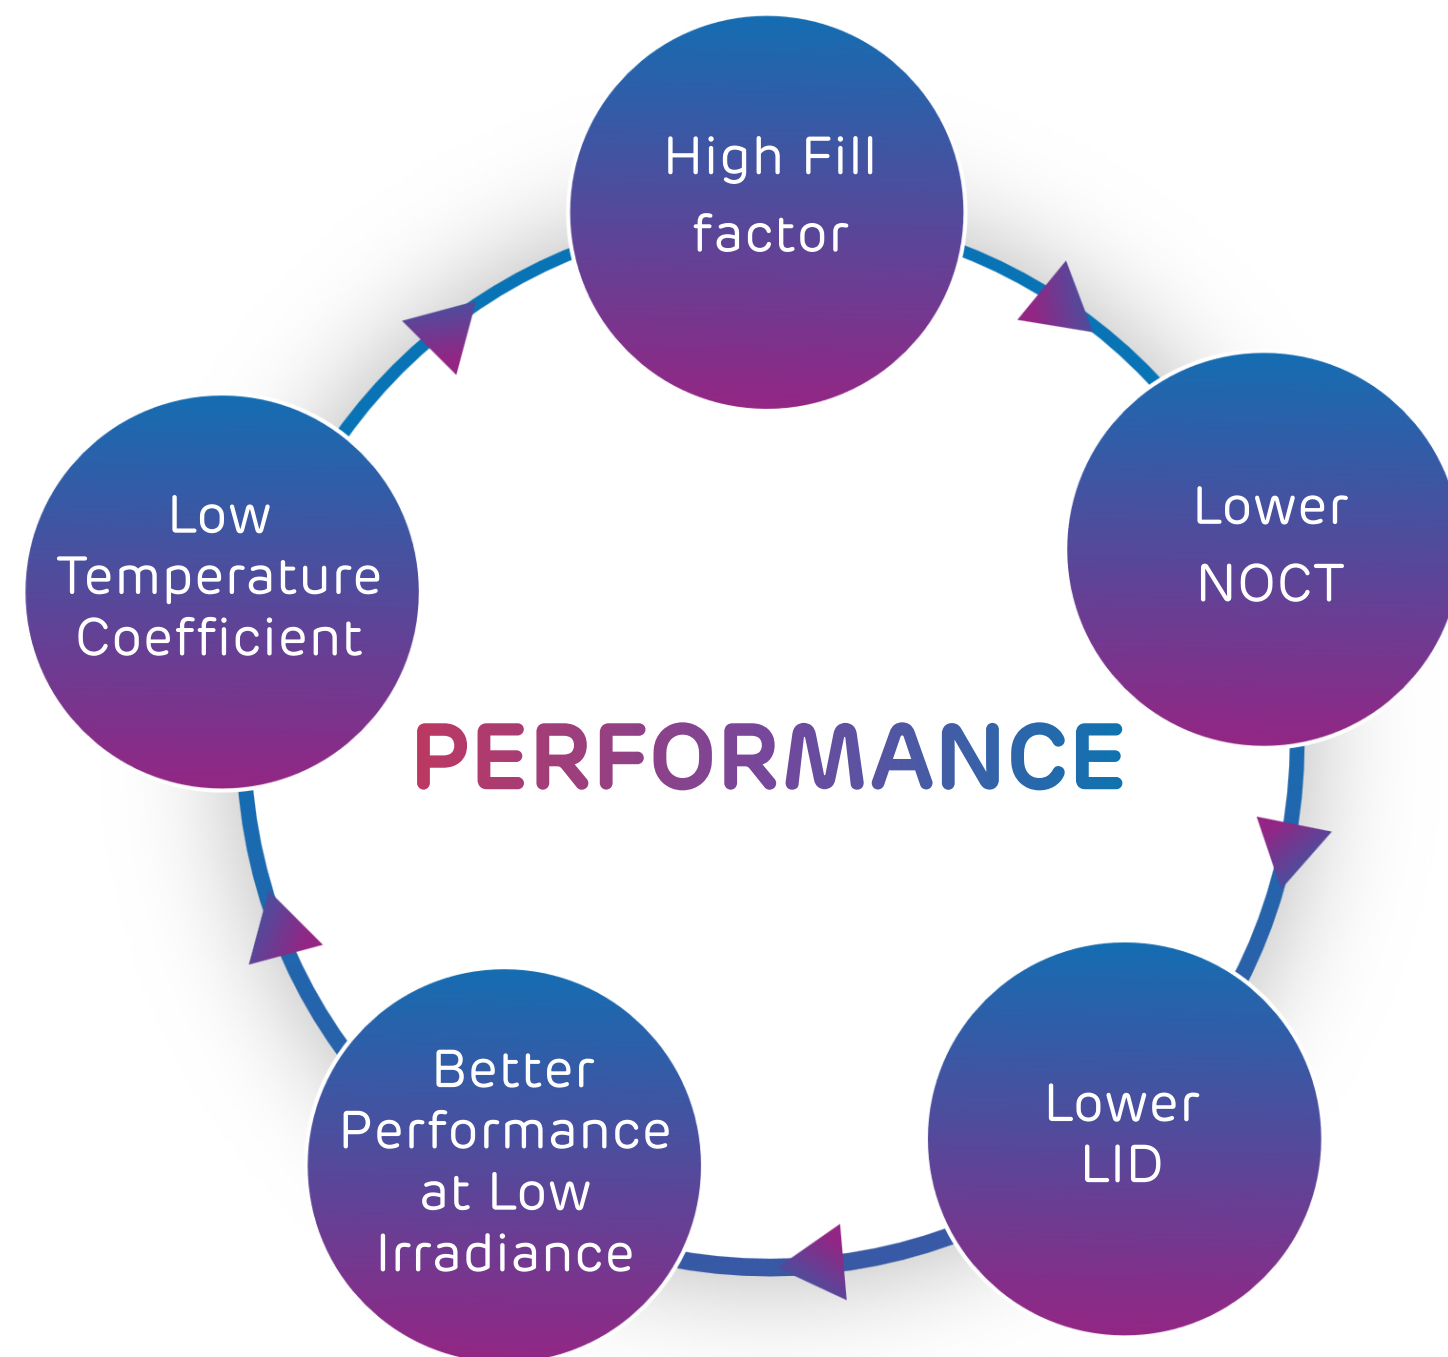 High Fill
factor
Lower
NOCT
Low
Temperature
Coefficient
PERFORMANCE
Lower
LID
Better
Performance
at Low
Irradiance